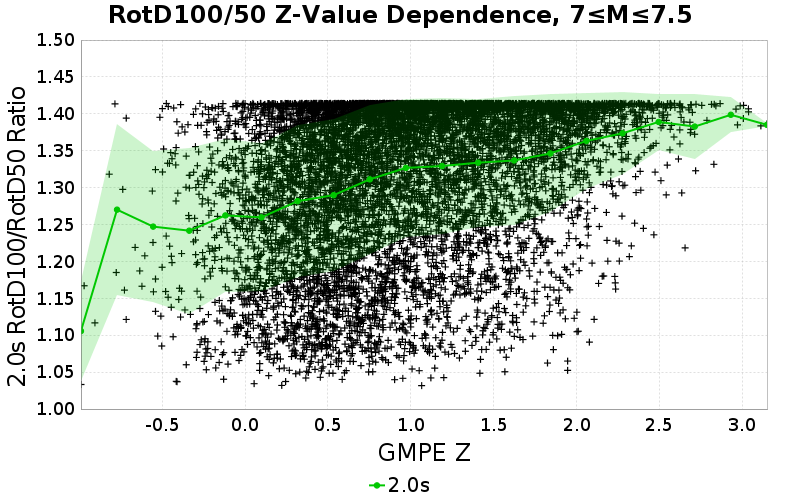 RotD100/50 Z-Value Dependence, 7≤M≤7.5
2.0s RotD100/RotD50 Ratio
1.50
1.45
1.40
1.35
1.30
1.25
1.20
1.15
1.10
1.05
1.00
-0.5 0.0 0.5 1.0 1.5 2.0 2.5 3.0
GMPE Z
2.0s